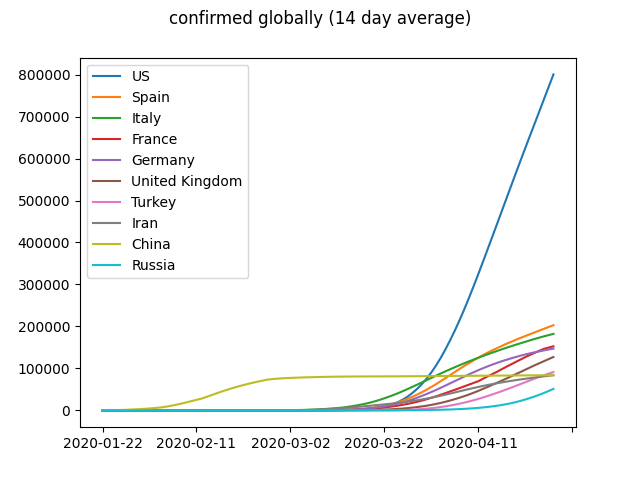 confirmed globally (14 day average)
800000
700000
600000
500000
400000
300000
200000
100000
0
US
Spain
Italy
France
Germany
United Kingdom
Turkey
Iran
China
Russia
2020-01-22 2020-02-11 2020-03-02 2020-03-22 2020-04-11